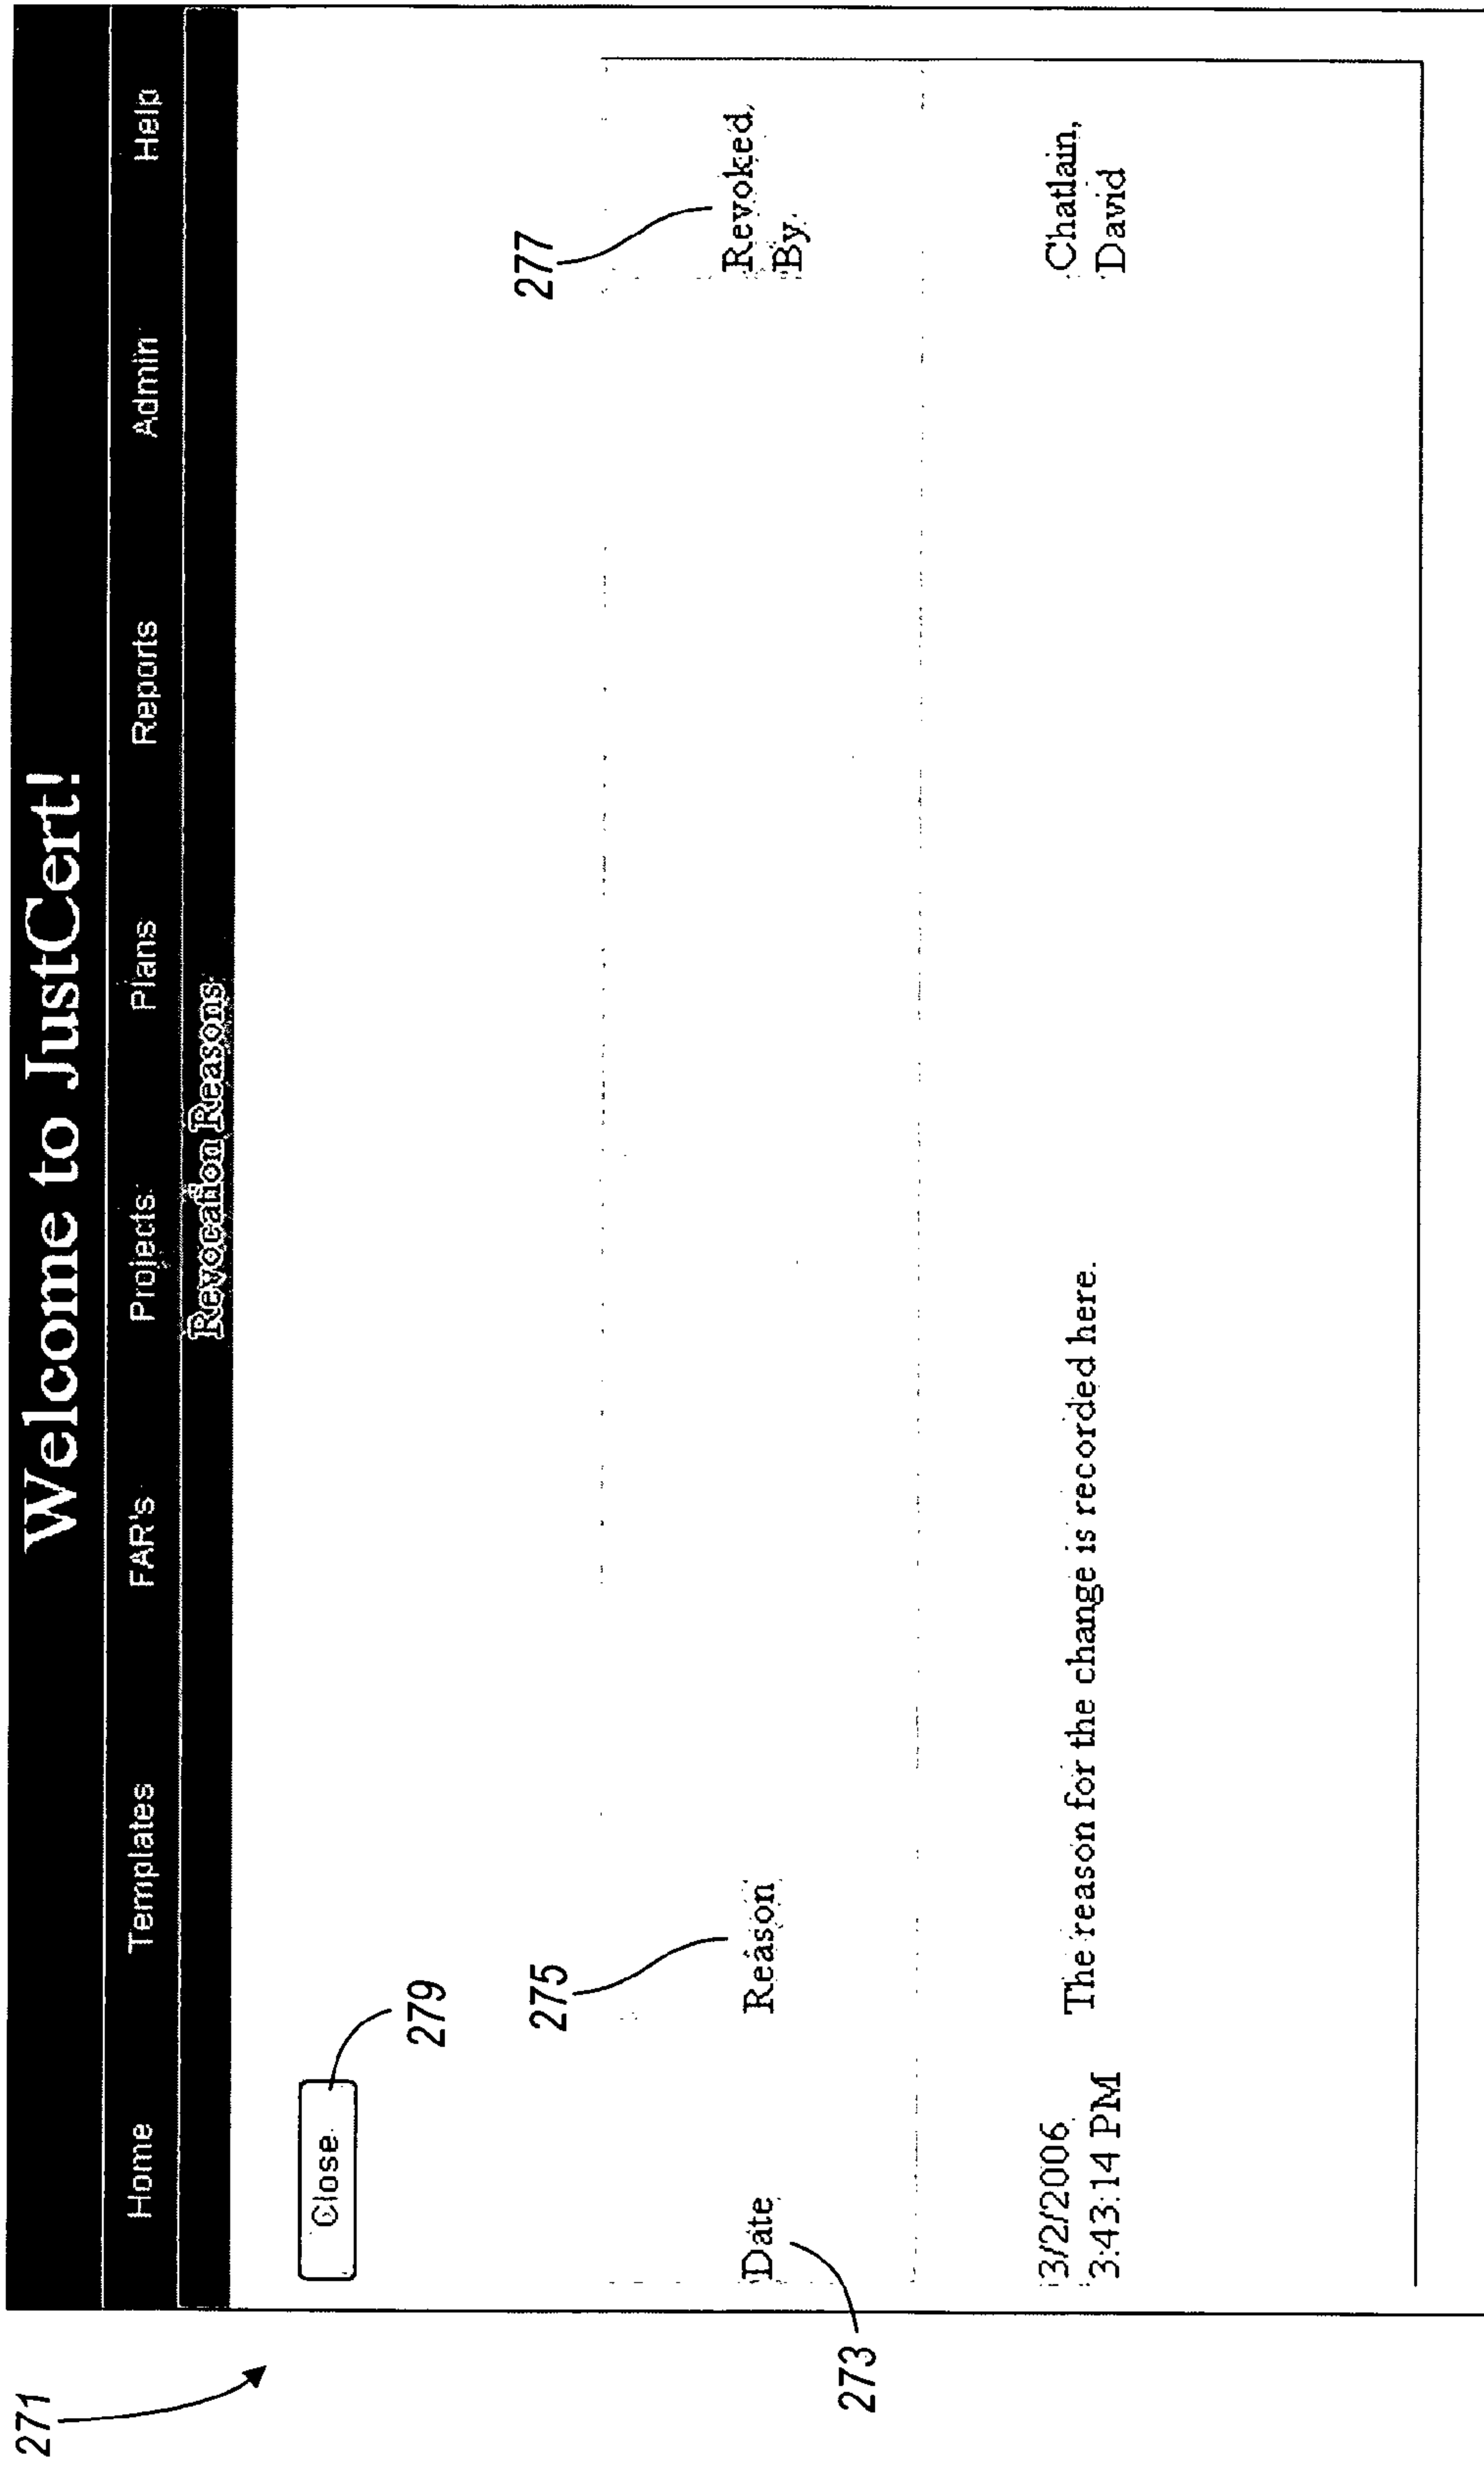 271
Welcome to JustCert!
Home Templates FAR's Projects Plans Reports Admin Help
Revocation Reasons
Close
279
275
277
Date Reason Revoked
By
273
3/2/2006 The reason for the change is recorded here. Chatlain,
3:43:14 PM David